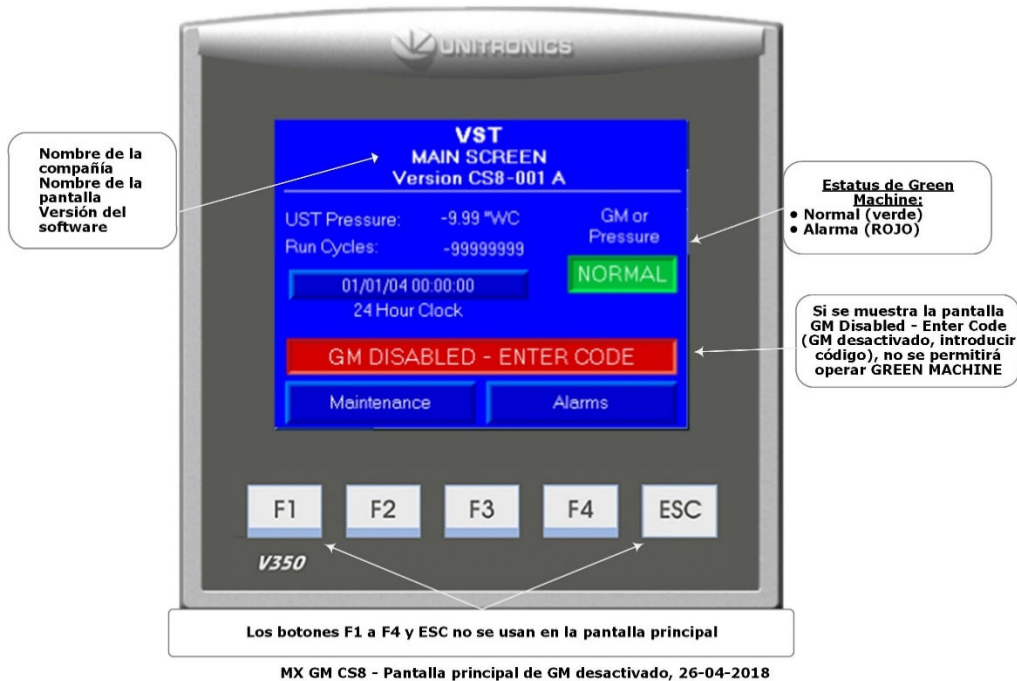 UNITRONICS
Nombre de la
compañía
Nombre de la
pantalla
Versión del
software
VST
MAIN SCREEN
Version CS8-001 A
UST Pressure: -9.99 "WC
Run Cycles: -99999999
GM or
Pressure
NORMAL
01/01/04 00:00:00
24 Hour Clock
GM DISABLED - ENTER CODE
Maintenance Alarms
Estatus de Green
Machine:
• Normal (verde)
• Alarma (ROJO)
Si se muestra la pantalla
GM Disabled - Enter Code
(GM desactivado, introducir
código), no se permitirá
operar GREEN MACHINE
F1 F2 F3 F4 ESC
V350
Los botones F1 a F4 y ESC no se usan en la pantalla principal
MX GM CS8 - Pantalla principal de GM desactivado, 26-04-2018